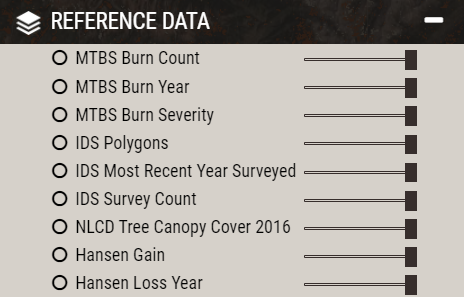 REFERENCE DATA
MTBS Burn Count
MTBS Burn Year
MTBS Burn Severity
IDS Polygons
IDS Most Recent Year Surveyed
IDS Survey Count
NLCD Tree Canopy Cover 2016
Hansen Gain
Hansen Loss Year